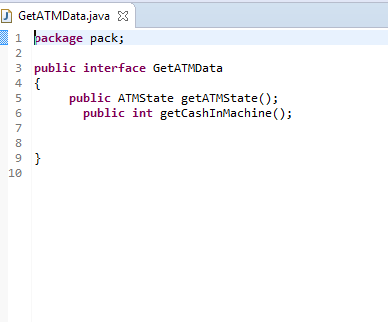 GetATMData.java
1 package pack;
2
3 public interface GetATMData
4 {
5 public ATMState getATMState();
6 public int getCashInMachine();
7
8
9 }
10